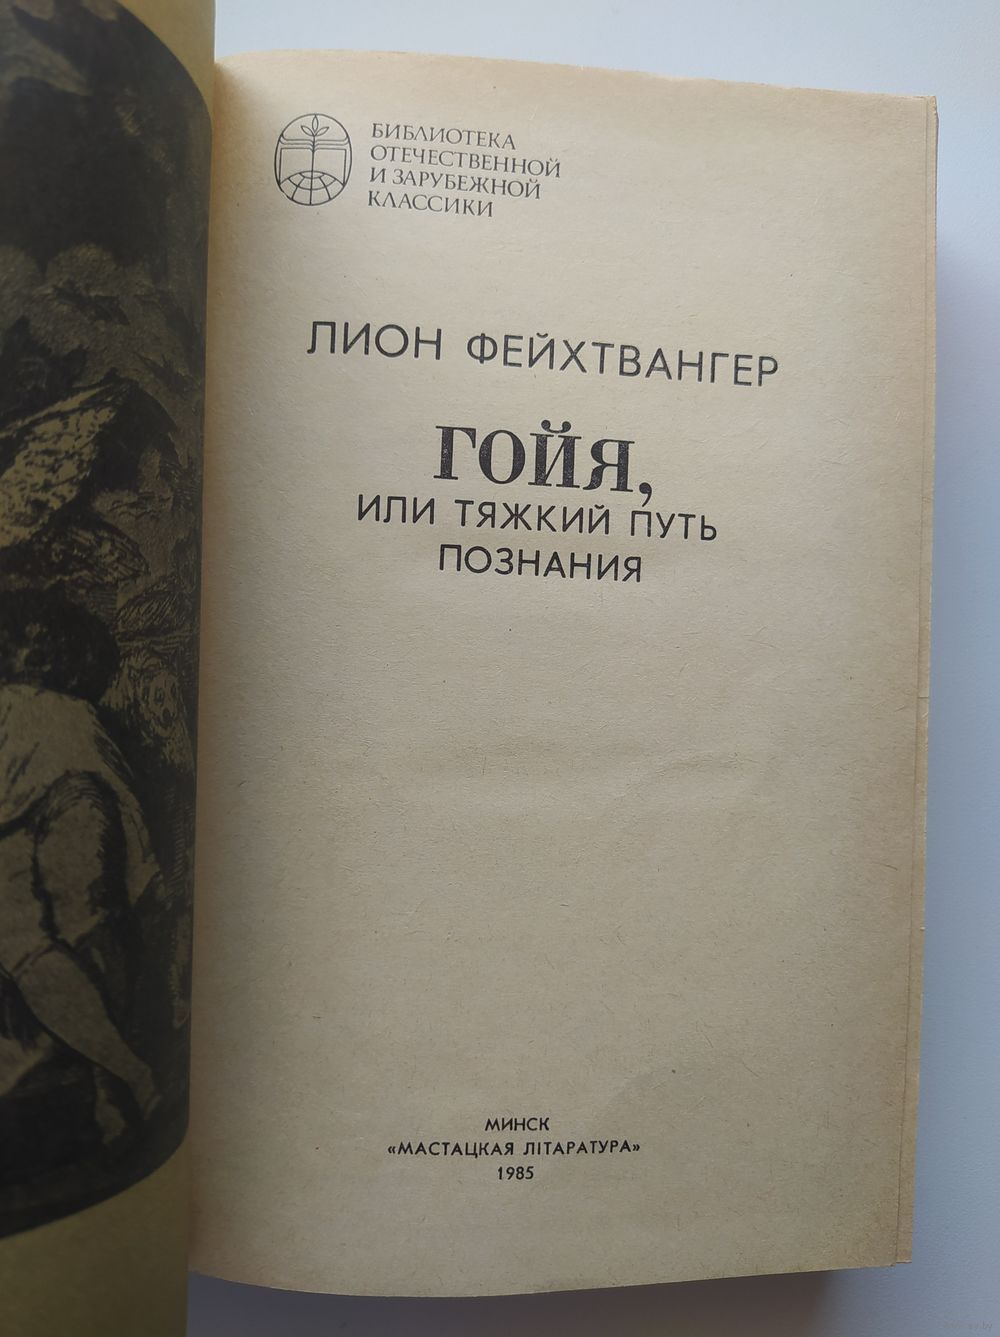 БИБЛИОТЕКА
ОТЕЧЕСТВЕННОЙ
И ЗАРУБЕЖНОЙ
КЛАССИКИ
ЛИОН ФЕЙХТВАНГЕР
ГОЙЯ,
ИЛИ ТЯЖКИЙ ПУТЬ
ПОЗНАНИЯ
МИНСК
«МАСТАЦКАЯ ЛІТАРАТУРА»
1985